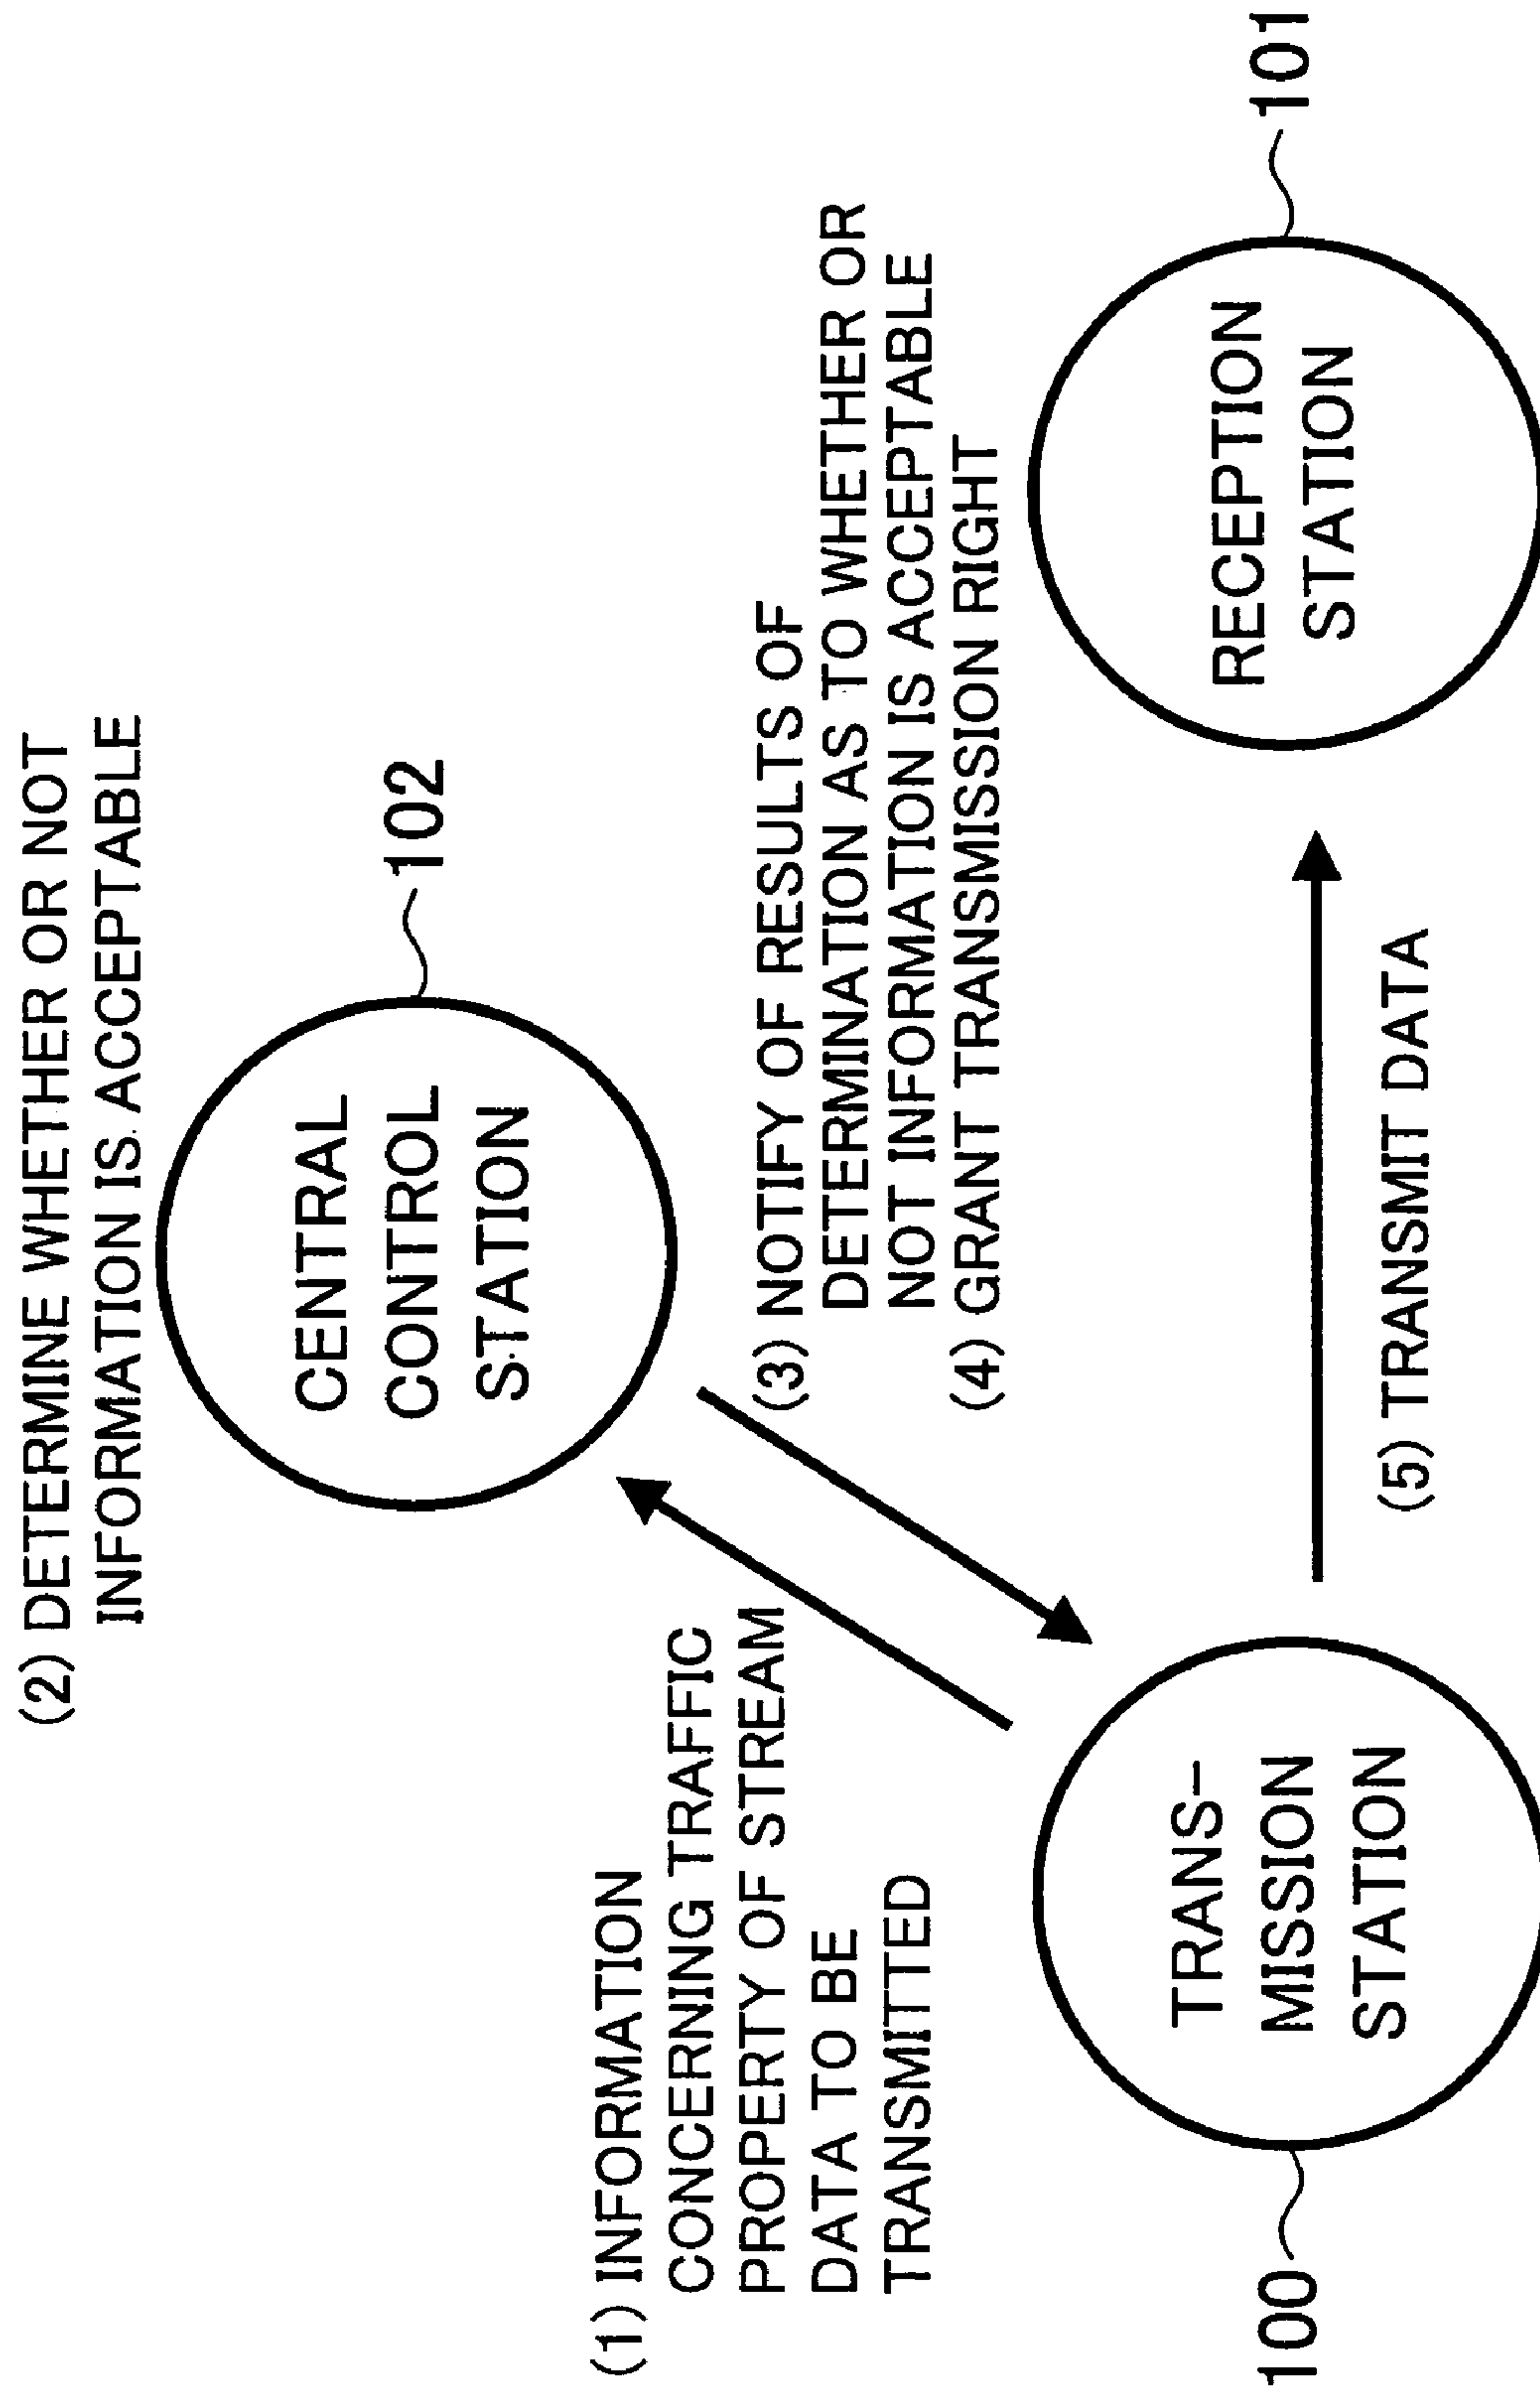 (2) DETERMINE WHETHER OR NOT
INFORMATION IS ACCEPTABLE
CENTRAL
CONTROL
STATION
102
(1) INFORMATION
CONCERNING TRAFFIC
PROPERTY OF STREAM
DATA TO BE
TRANSMITTED
(3) NOTIFY OF RESULTS OF
DETERMINATION AS TO WHETHER OR
NOT INFORMATION IS ACCEPTABLE
(4) GRANT TRANSMISSION RIGHT
100
TRANS-
MISSION
STATION
(5) TRANSMIT DATA
RECEPTION
STATION
101